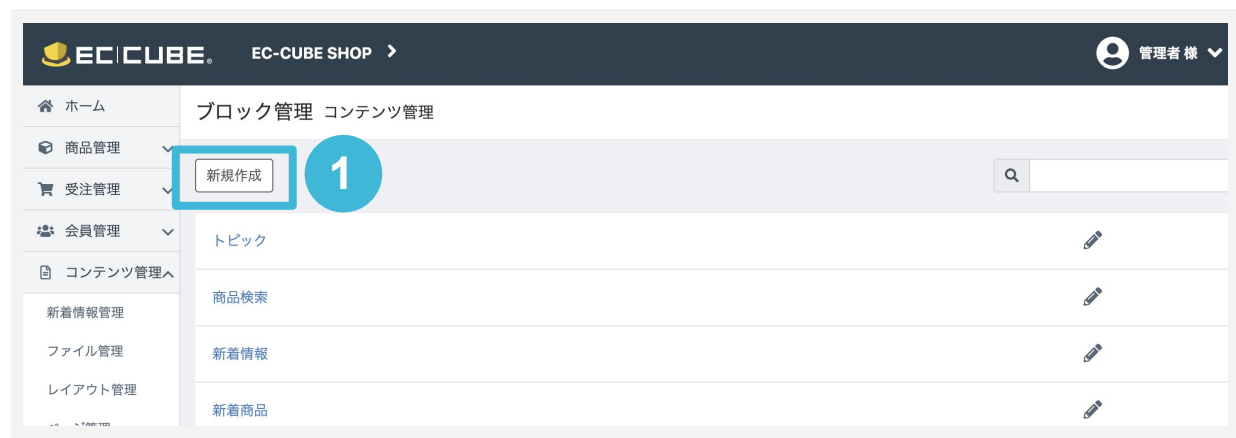 EC CUBE® EC-CUBE SHOP 管理者 様
ホーム
商品管理
受注管理
会員管理
コンテンツ管理
新着情報管理
ファイル管理
レイアウト管理
ブロック管理 コンテンツ管理
新規作成
1
トピック
商品検索
新着情報
新着商品